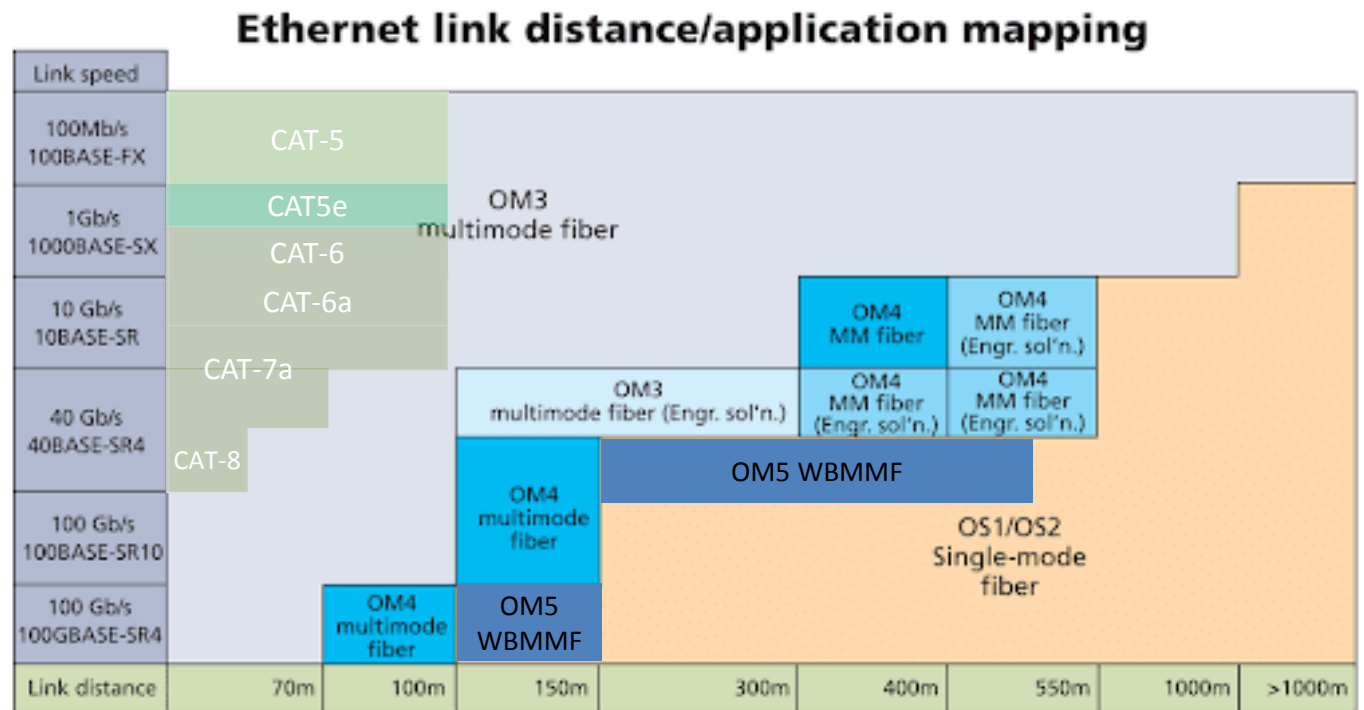 Ethernet link distance/application mapping
Link speed
100Mb/s
100BASE-FX
CAT-5
1Gb/s
1000BASE-SX
CAT5e
OM3
multimode fiber
CAT-6
CAT-6a
10 Gb/s
10BASE-SR
OM4
MM fiber
OM4
MM fiber
(Engr. sol'n.)
CAT-7a
40 Gb/s
40BASE-SR4
OM3
multimode fiber (Engr. sol'n.)
OM4
MM fiber
(Engr. sol'n.)
OM4
MM fiber
(Engr. sol'n.)
CAT-8
OM5 WBMMF
100 Gb/s
100BASE-SR10
OM4
multimode
fiber
OS1/OS2
Single-mode
fiber
100 Gb/s
100GBASE-SR4
OM4
multimode
fiber
OM5
WBMMF
Link distance
70m
100m
150m
300m
400m
550m
1000m
>1000m